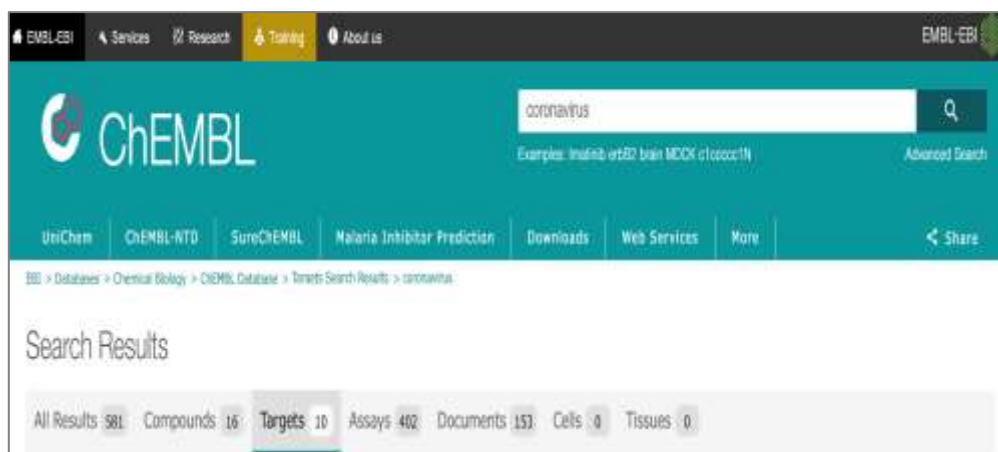 EMBL-EBI Services Research Training About us EMBL-EBI
ChEMBL
coronavirus
Examples: Imatinib erbB2 brain MDCK c1ccccc1N Advanced Search
UniChem ChEMBL-NTD SureChEMBL Malaria Inhibitor Prediction Downloads Web Services More Share
EBI > Databases > Chemical Biology > ChEMBL Database > Targets Search Results > coronavirus
Search Results
All Results 581 Compounds 16 Targets 10 Assays 402 Documents 153 Cells 0 Tissues 0